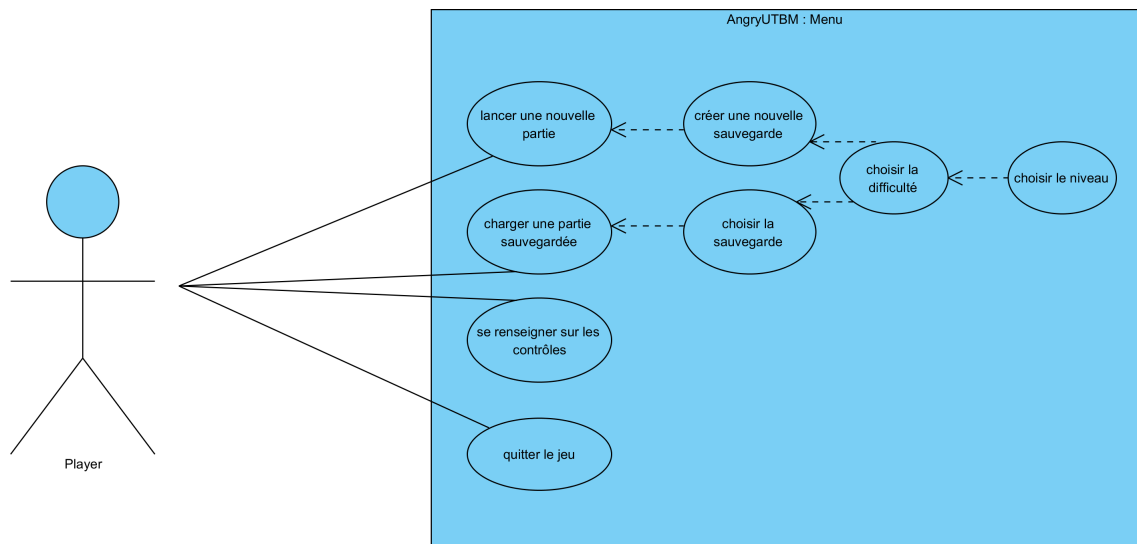 AngryUTBM : Menu
lancer une nouvelle
partie
créer une nouvelle
sauvegarde
choisir la
difficulté
choisir le niveau
charger une partie
sauvegardée
choisir la
sauvegarde
se renseigner sur les
contrôles
quitter le jeu
Player